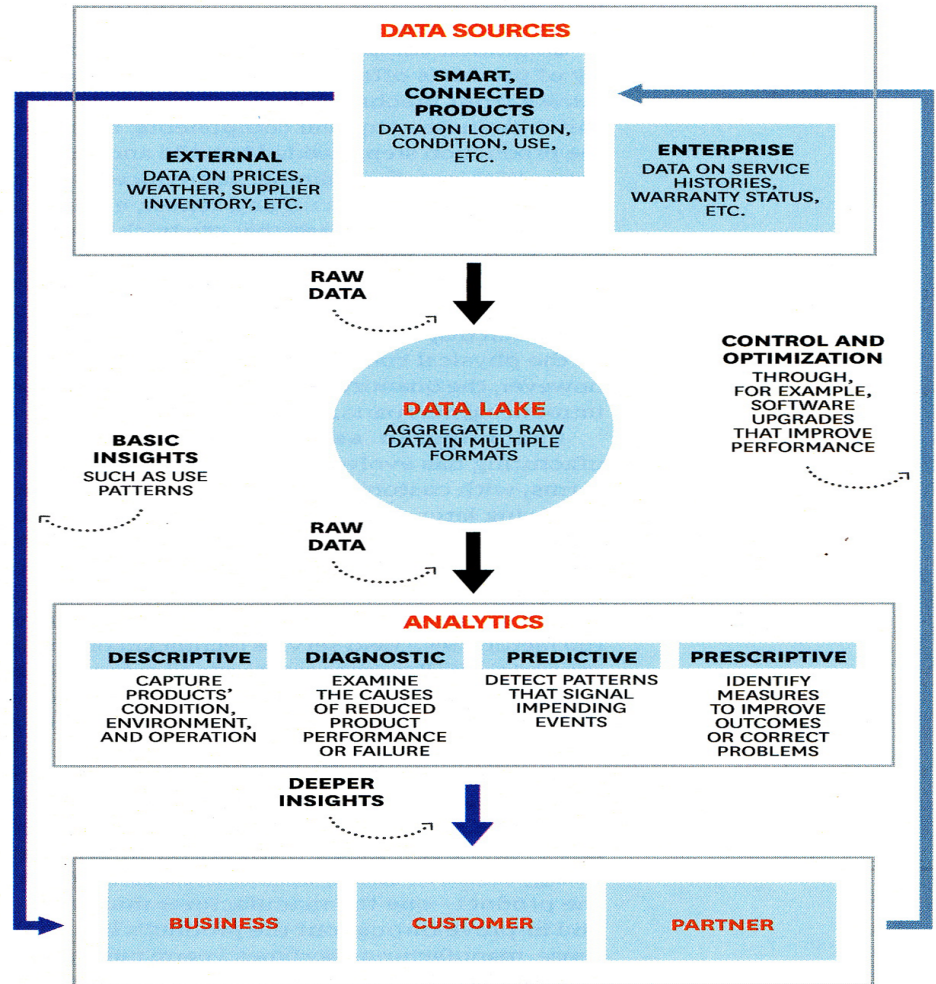 DATA SOURCES
SMART,
CONNECTED
PRODUCTS
DATA ON LOCATION,
CONDITION, USE,
ETC.
EXTERNAL
DATA ON PRICES,
WEATHER, SUPPLIER
INVENTORY, ETC.
ENTERPRISE
DATA ON SERVICE
HISTORIES,
WARRANTY STATUS,
ETC.
RAW
DATA
DATA LAKE
AGGREGATED RAW
DATA IN MULTIPLE
FORMATS
CONTROL AND
OPTIMIZATION
THROUGH,
FOR EXAMPLE,
SOFTWARE
UPGRADES
THAT IMPROVE
PERFORMANCE
BASIC
INSIGHTS
SUCH AS USE
PATTERNS
RAW
DATA
ANALYTICS
DESCRIPTIVE
CAPTURE
PRODUCTS'
CONDITION,
ENVIRONMENT,
AND OPERATION
DIAGNOSTIC
EXAMINE
THE CAUSES
OF REDUCED
PRODUCT
PERFORMANCE
OR FAILURE
PREDICTIVE
DETECT PATTERNS
THAT SIGNAL
IMPENDING
EVENTS
PRESCRIPTIVE
IDENTIFY
MEASURES
TO IMPROVE
OUTCOMES
OR CORRECT
PROBLEMS
DEEPER
INSIGHTS
BUSINESS
CUSTOMER
PARTNER